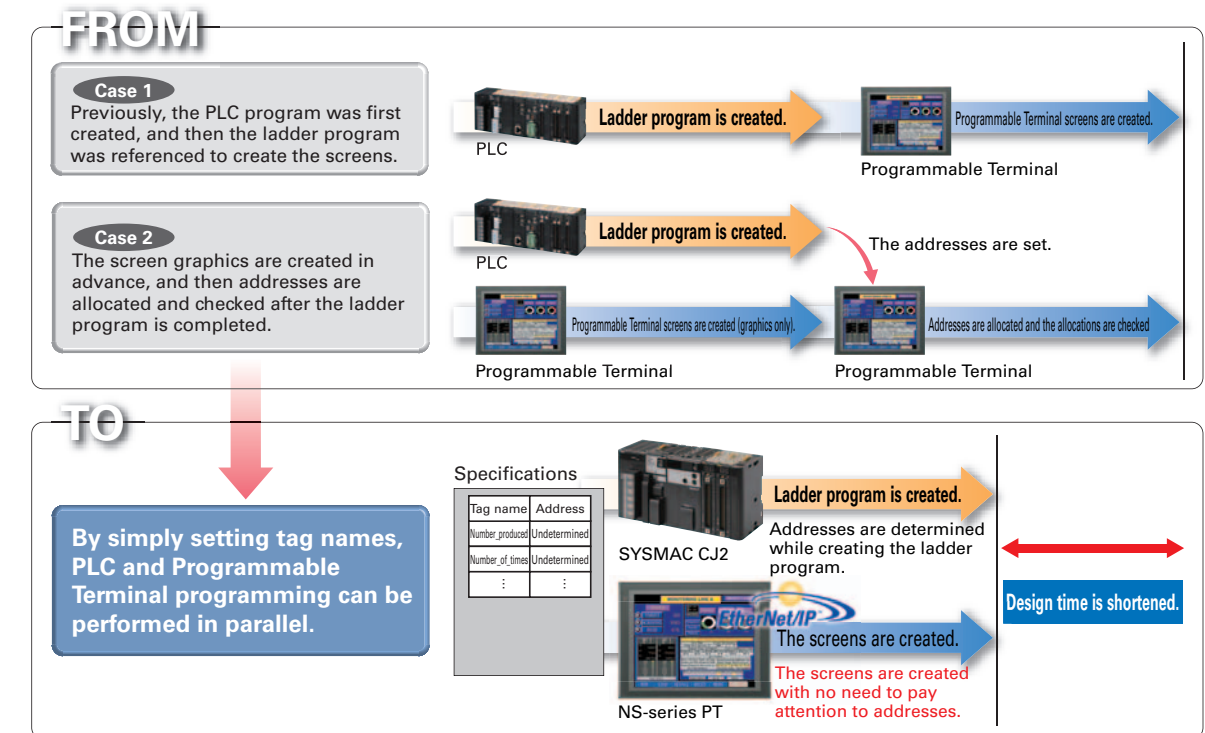 FROM
Case 1
Previously, the PLC program was first
created, and then the ladder program
was referenced to create the screens.
PLC
Ladder program is created.
Programmable Terminal
Programmable Terminal screens are created.
Case 2
The screen graphics are created in
advance, and then addresses are
allocated and checked after the ladder
program is completed.
PLC
Ladder program is created.
The addresses are set.
Programmable Terminal screens are created (graphics only).
Programmable Terminal
Addresses are allocated and the allocations are checked
Programmable Terminal
TO
By simply setting tag names,
PLC and Programmable
Terminal programming can be
performed in parallel.
Specifications
Tag name Address
Number_produced Undetermined
Number_of_times Undetermined
⋮ ⋮
SYSMAC CJ2
Ladder program is created.
Addresses are determined
while creating the ladder
program.
EtherNet/IP™
NS-series PT
The screens are created.
The screens are created
with no need to pay
attention to addresses.
Design time is shortened.